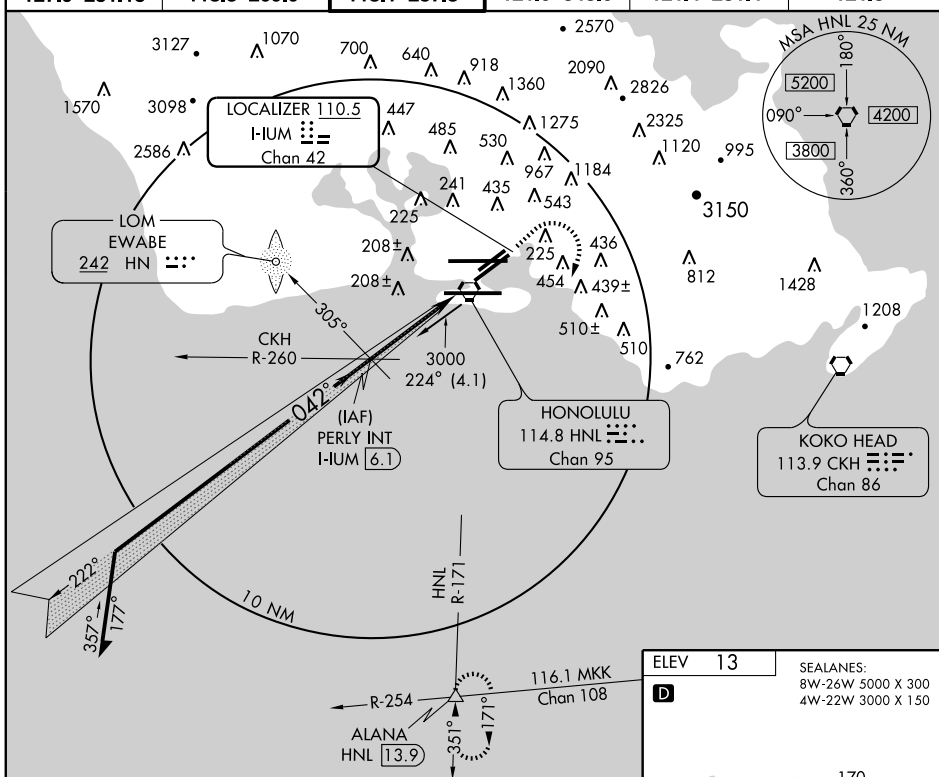 MSA HNL 25 NM
180°
5200
090°
4200
3800
360°
3127
1070
700
640
918
1360
2570
2090
2826
1570
3098
LOCALIZER 110.5
I-IUM
Chan 42
447
485
530
1275
967
2325
1120
995
2586
1184
3150
225
241
435
543
LOM
EWABE
242 HN
208±
208±
225
436
454
439±
812
1428
510±
510
1208
762
305°
CKH
R-260
3000
224° (4.1)
042°
(IAF)
PERLY INT
I-IUM 6.1
HONOLULU
114.8 HNL
Chan 95
KOKO HEAD
113.9 CKH
Chan 86
222°
357°
177°
10 NM
HNL
R-171
R-254
116.1 MKK
Chan 108
ALANA
HNL 13.9
351°
171°
ELEV 13
D
SEALANES:
8W-26W 5000 X 300
4W-22W 3000 X 150